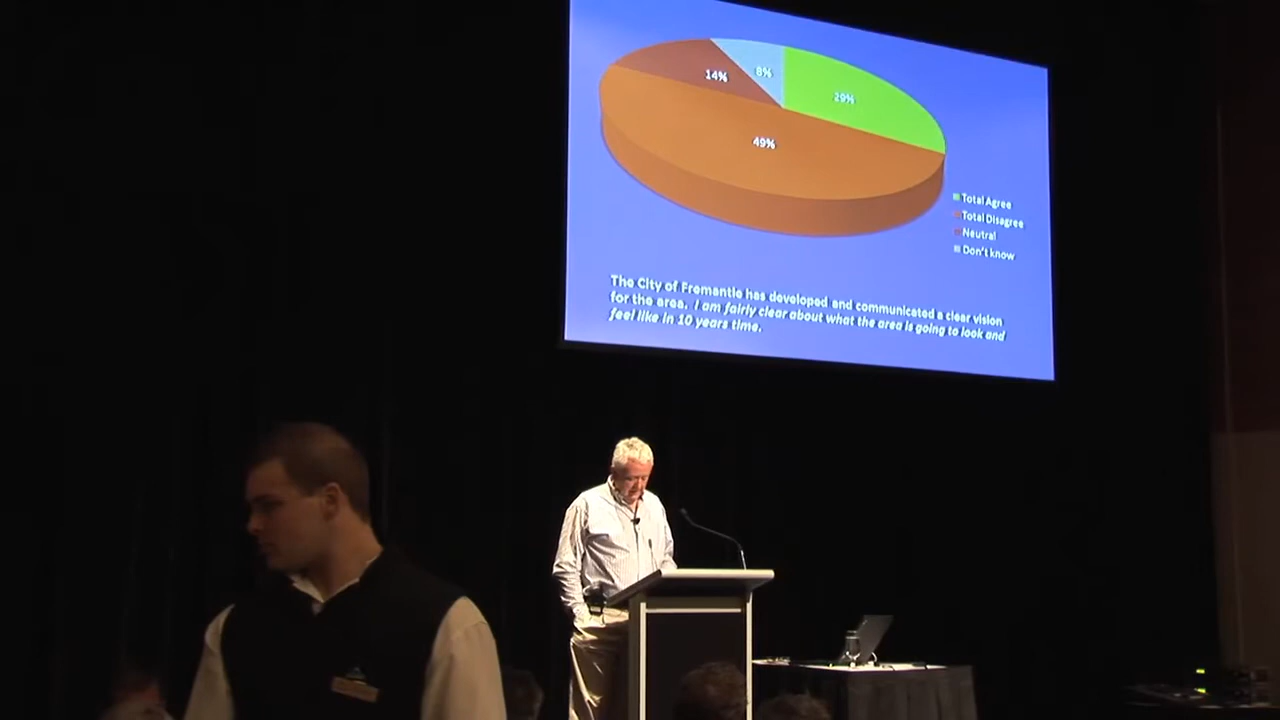 8%
14%
29%
49%
Total Agree
Total Disagree
Neutral
Don't know
The City of Fremantle has developed and communicated a clear vision
for the area. I am fairly clear about what the area is going to look and
feel like in 10 years time.